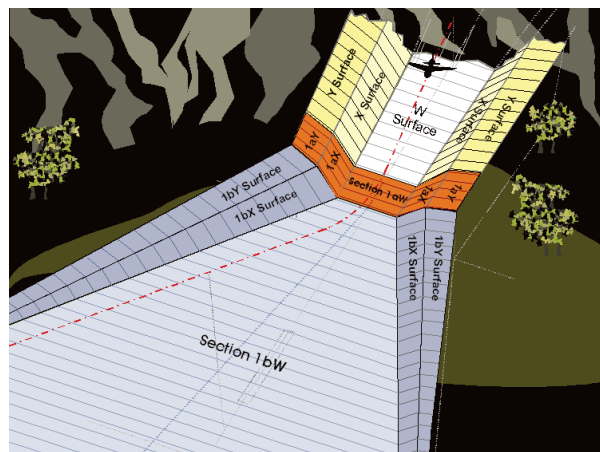 Y Surface
X Surface
W
Surface
X Surface
Y Surface
1aY
1aX
section 1aW
1aX
1aY
1bY Surface
1bX Surface
1bX Surface
1bY Surface
Section 1bW